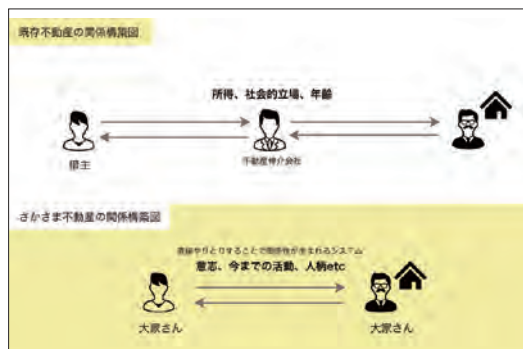 既存不動産の関係構築図
所得、社会的立場、年齢
借主
不動産仲介会社
さかさま不動産の関係構築図
直接やりとりすることで関係性が生まれるシステム
意志、今までの活動、人柄etc
大家さん
大家さん